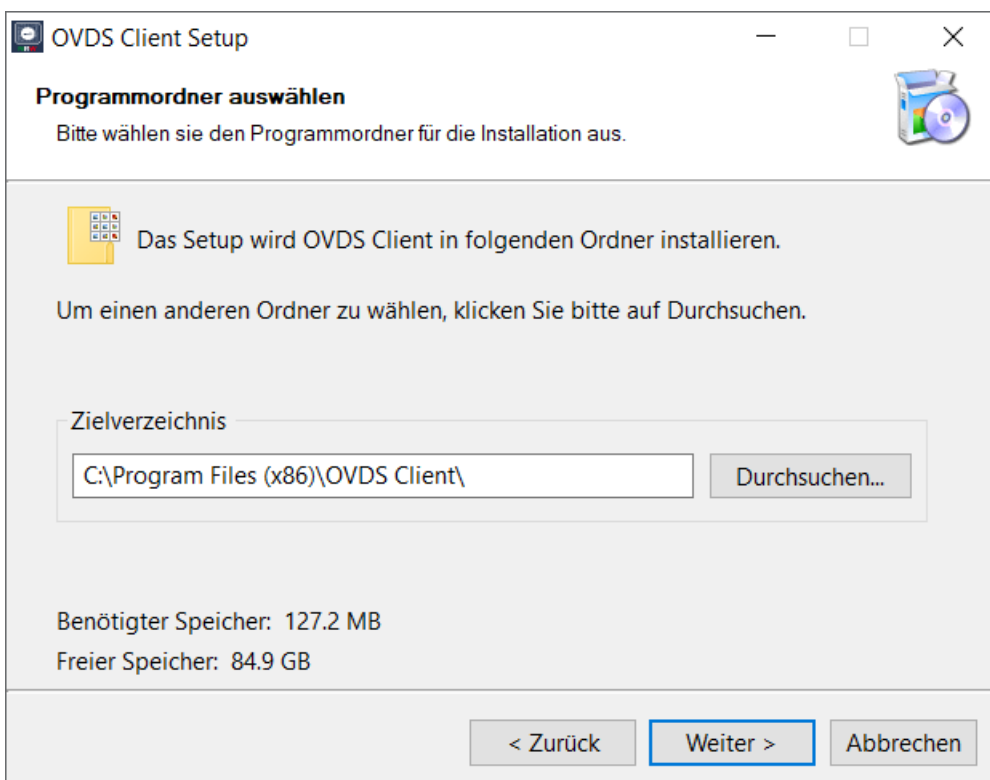 OVDS Client Setup
Programmordner auswählen
Bitte wählen sie den Programmordner für die Installation aus.
Das Setup wird OVDS Client in folgenden Ordner installieren.
Um einen anderen Ordner zu wählen, klicken Sie bitte auf Durchsuchen.
Zielverzeichnis
C:\Program Files (x86)\OVDS Client\
Durchsuchen...
Benötigter Speicher:  127.2 MB
Freier Speicher:  84.9 GB
< Zurück
Weiter >
Abbrechen